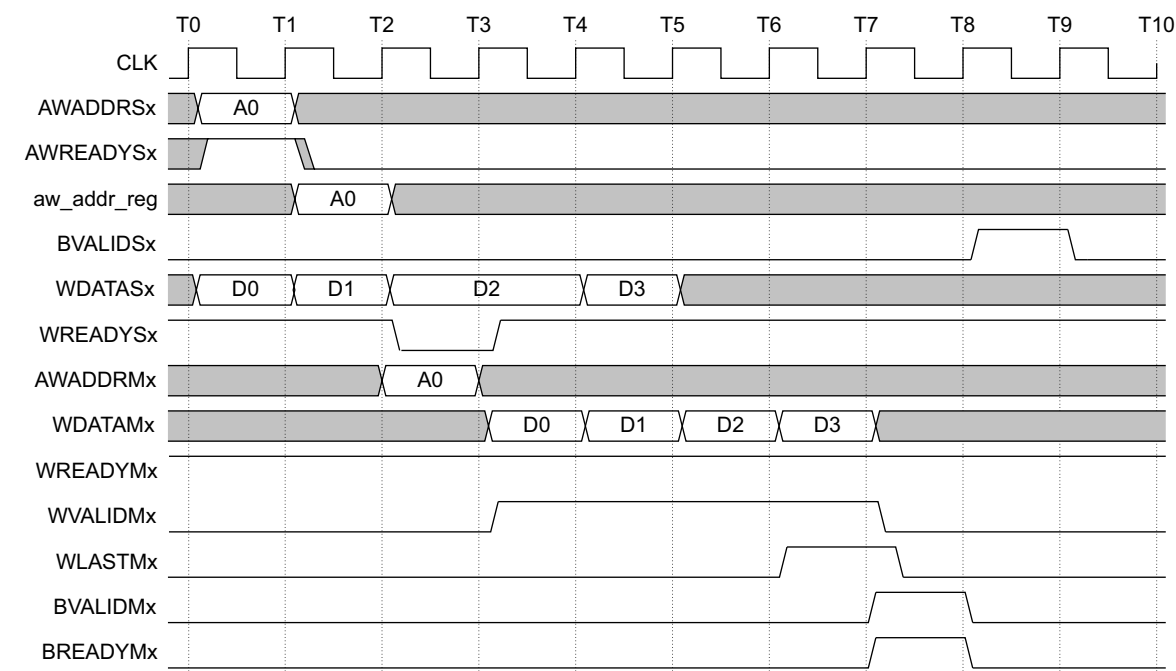 T0 T1 T2 T3 T4 T5 T6 T7 T8 T9 T10
CLK
AWADDRSx A0
AWREADYSx
aw_addr_reg A0
BVALIDSx
WDATASx D0 D1 D2 D3
WREADYSx
AWADDRMx A0
WDATAMx D0 D1 D2 D3
WREADYMx
WVALIDMx
WLASTMx
BVALIDMx
BREADYMx